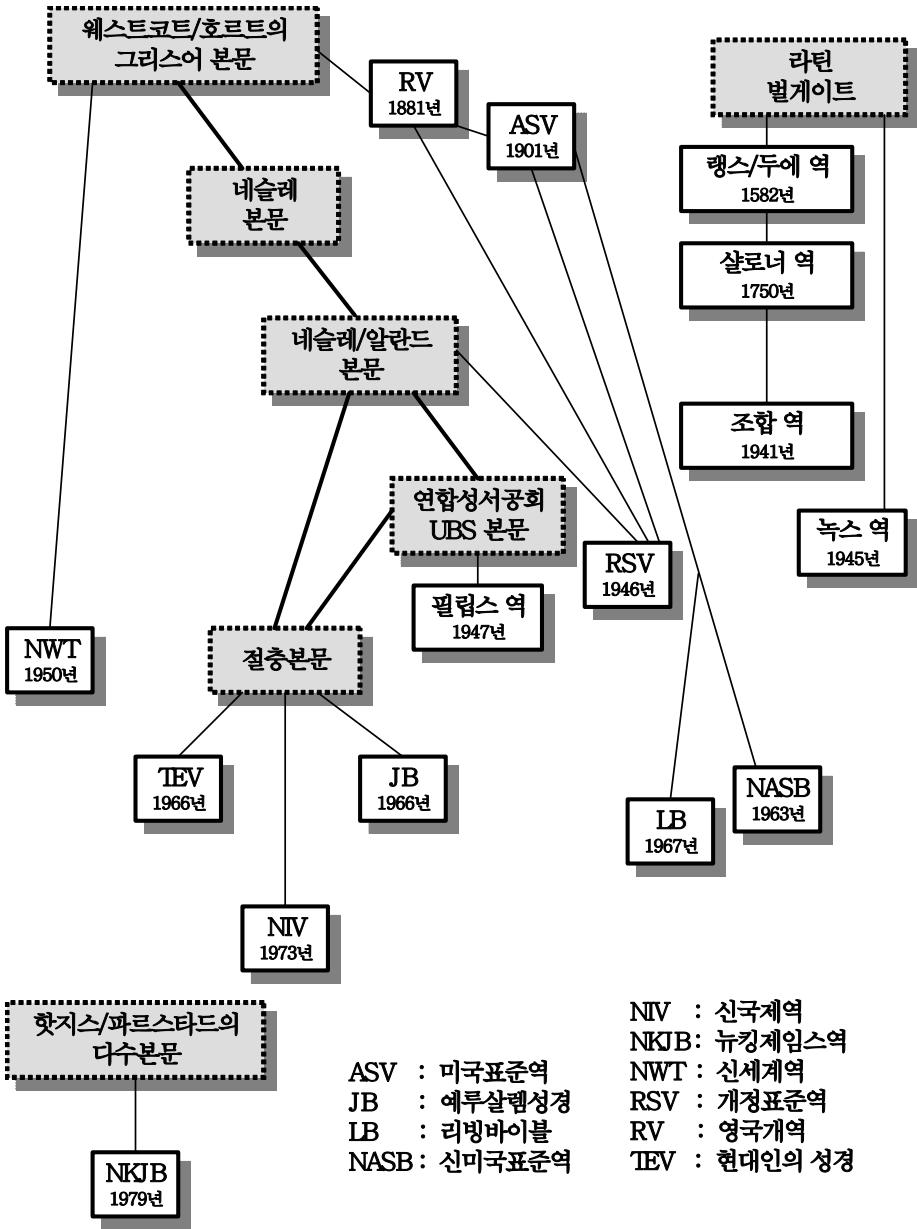 웨스트코트/호르트의
그리스어 본문
RV
1881년
ASV
1901년
라틴
벌게이트
랭스/두에 역
1582년
네슬레
본문
샬로너 역
1750년
네슬레/알란드
본문
조합 역
1941년
연합성서공회
UBS 본문
녹스 역
1945년
RSV
1946년
필립스 역
1947년
NWT
1950년
절충본문
TEV
1966년
JB
1966년
NASB
1963년
LB
1967년
NIV
1973년
핫지스/파르스타드의
다수본문
NKJB
1979년
ASV : 미국표준역
JB : 예루살렘성경
LB : 리빙바이블
NASB : 신미국표준역
NIV : 신국제역
NKJB : 뉴킹제임스역
NWT : 신세계역
RSV : 개정표준역
RV : 영국개역
TEV : 현대인의 성경